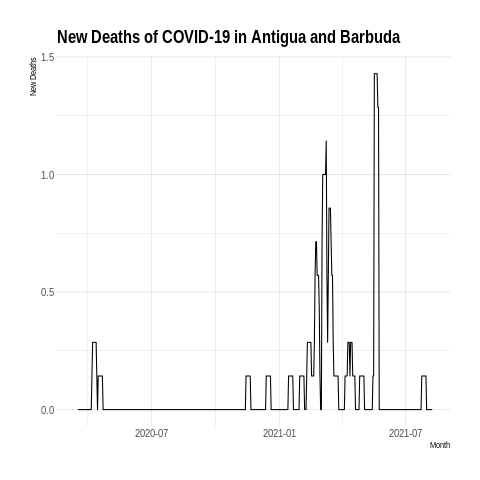 New Deaths of COVID-19 in Antigua and Barbuda
New Deaths
1.5
1.0
0.5
0.0
2020-07
2021-01
2021-07
Month